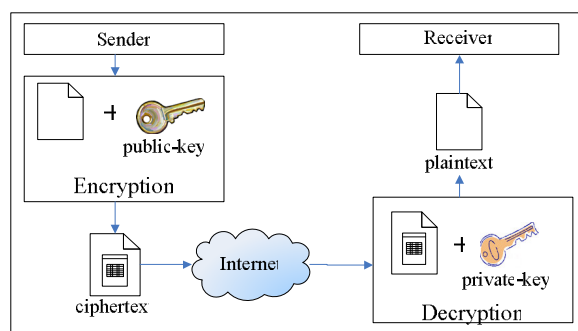 Sender
+
public-key
Encryption
ciphertex
Internet
Receiver
plaintext
+
private-key
Decryption